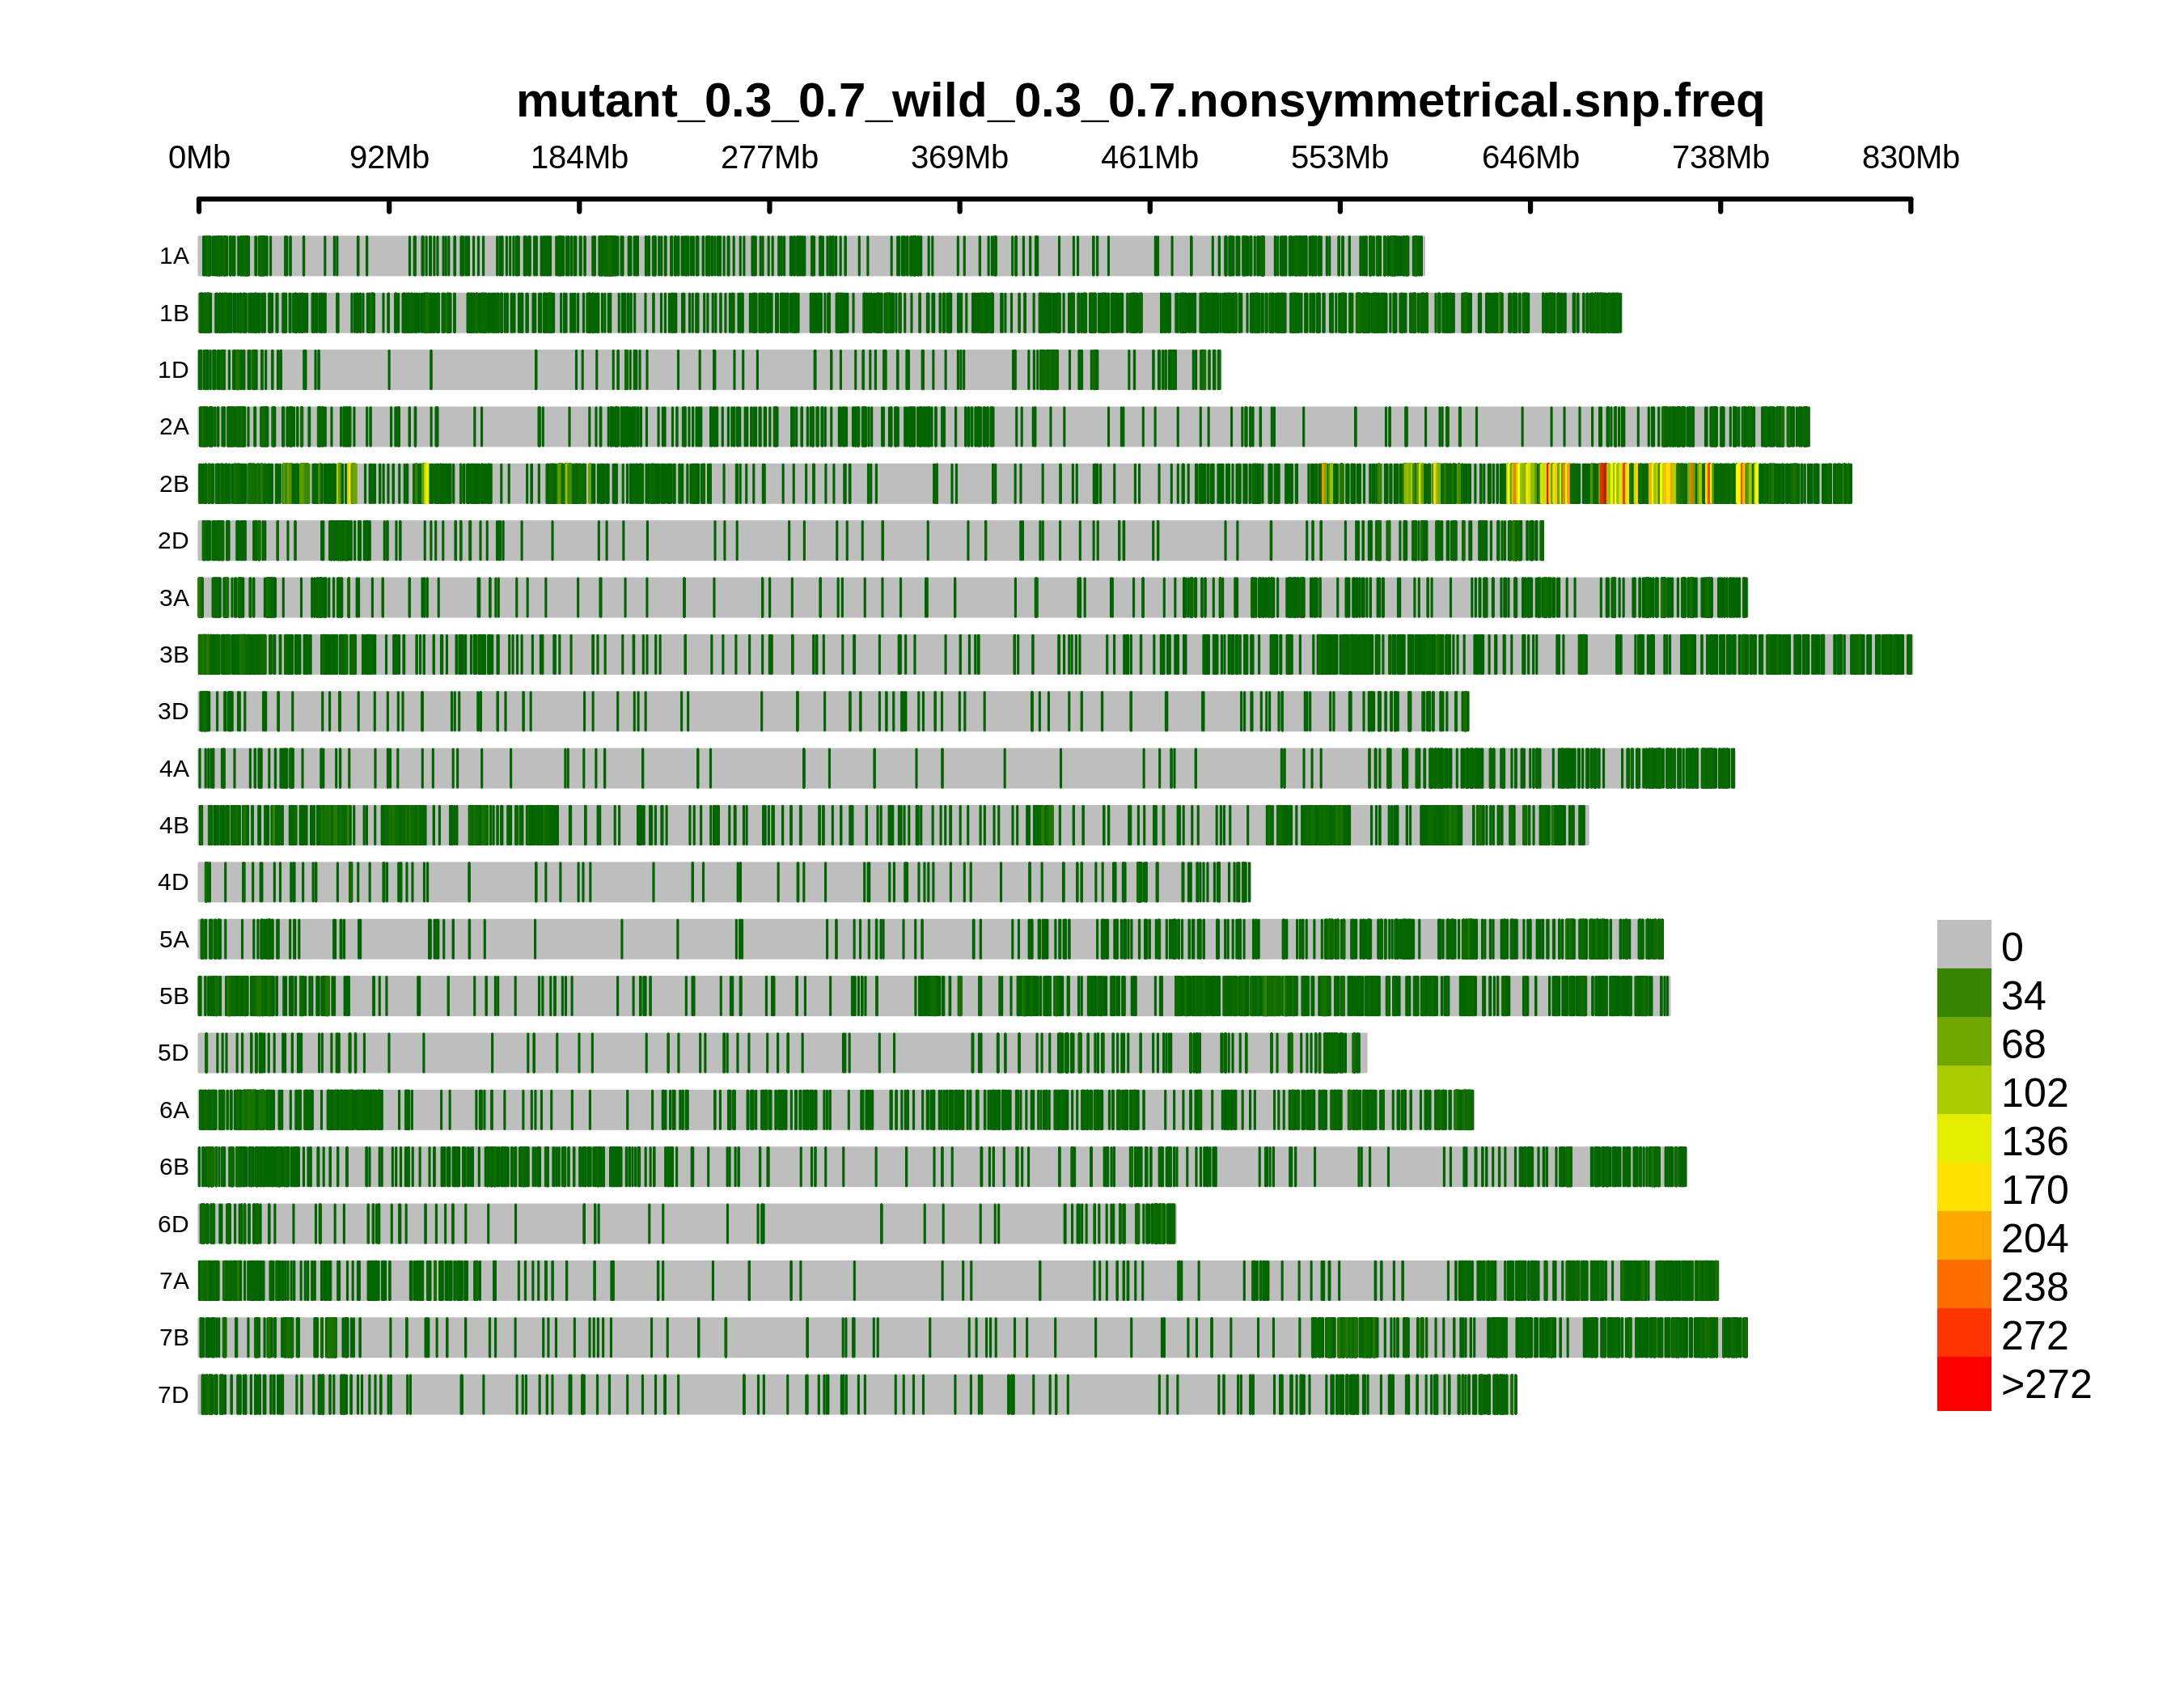 mutant_0.3_0.7_wild_0.3_0.7.nonsymmetrical.snp.freq
0Mb 92Mb 184Mb 277Mb 369Mb 461Mb 553Mb 646Mb 738Mb 830Mb
1A
1B
1D
2A
2B
2D
3A
3B
3D
4A
4B
4D
5A
5B
5D
6A
6B
6D
7A
7B
7D
0
34
68
102
136
170
204
238
272
>272